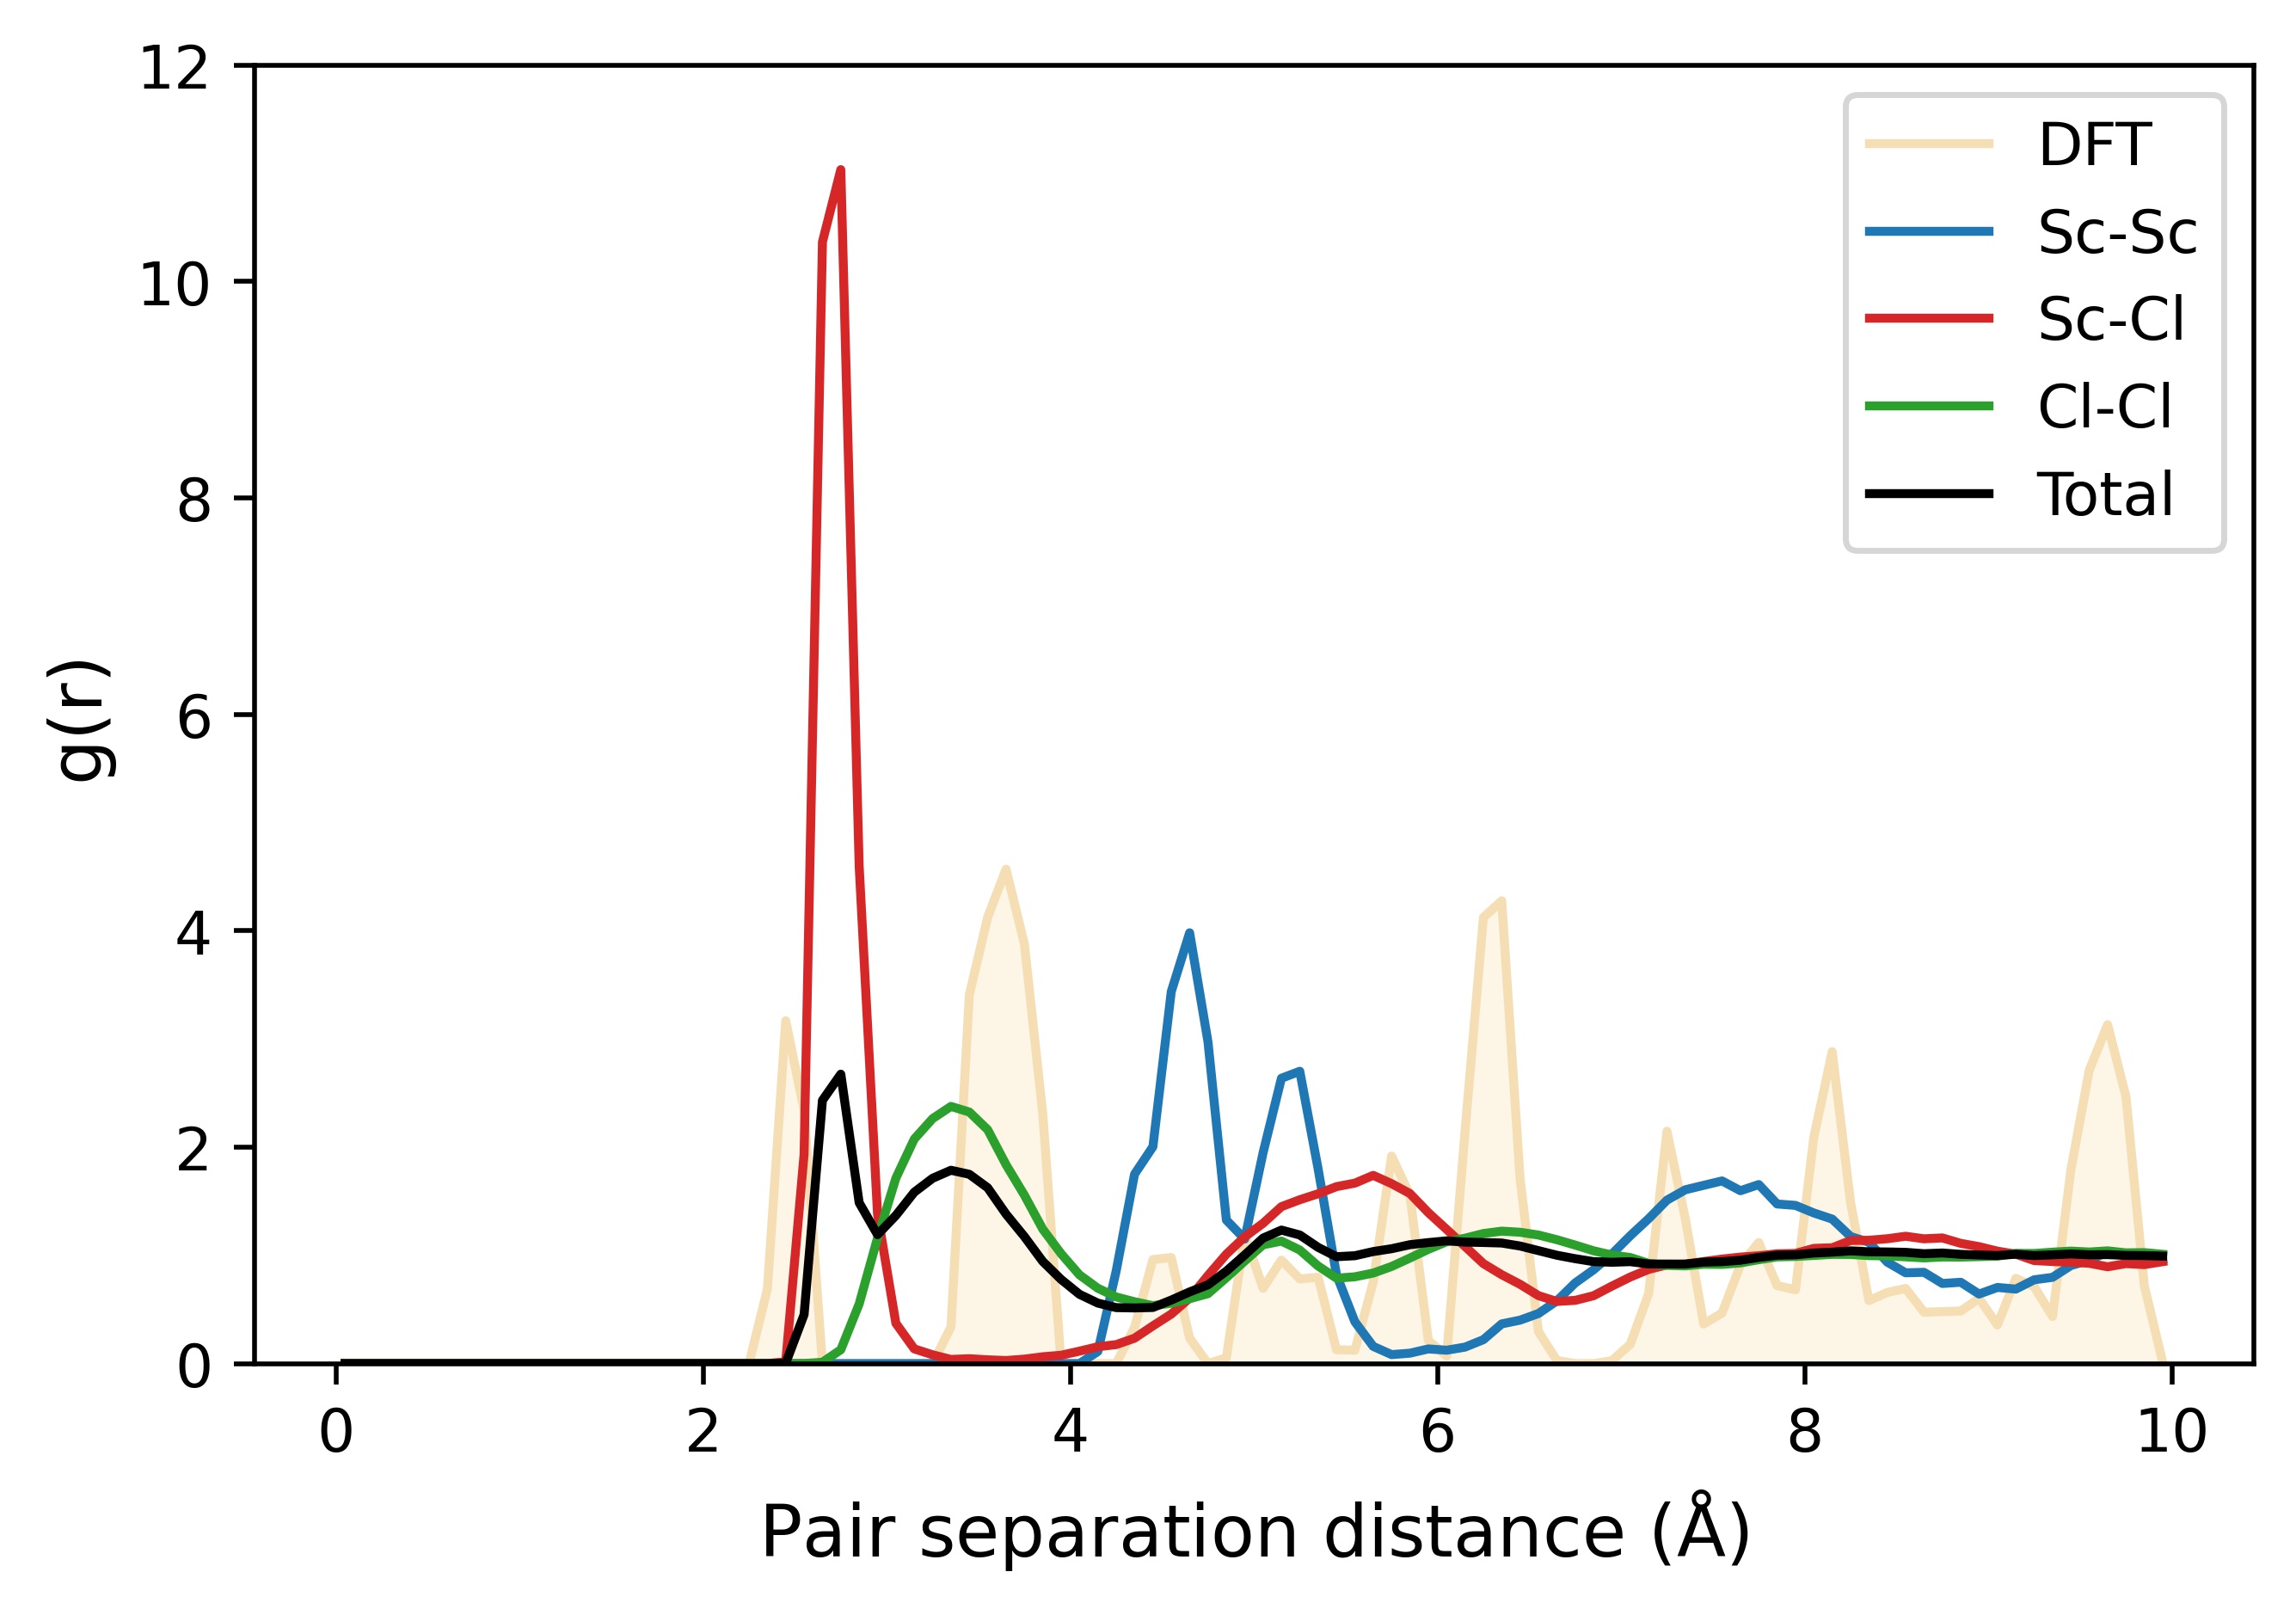 12
10
8
6
4
2
0
g(r)
0 2 4 6 8 10
Pair separation distance (Å)
DFT
Sc-Sc
Sc-Cl
Cl-Cl
Total